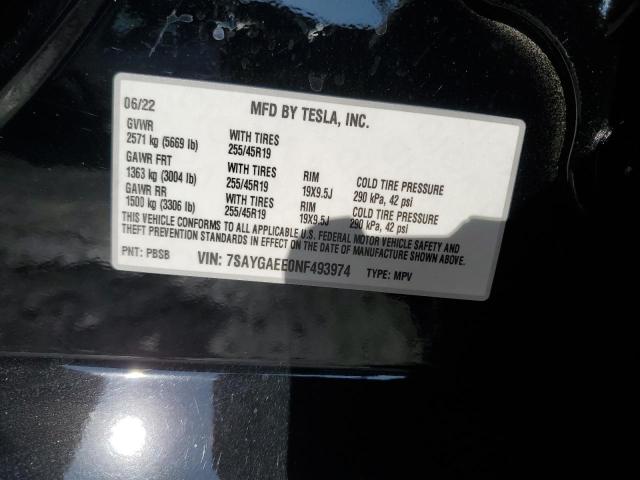 06/22 MFD BY TESLA, INC.
GVWR
2571 kg (5669 lb) WITH TIRES 255/45R19
GAWR FRT
1363 kg (3004 lb) WITH TIRES 255/45R19 RIM 19X9.5J COLD TIRE PRESSURE 290 kPa, 42 psi
GAWR RR
1500 kg (3306 lb) WITH TIRES 255/45R19 RIM 19X9.5J COLD TIRE PRESSURE 290 kPa, 42 psi
THIS VEHICLE CONFORMS TO ALL APPLICABLE U.S. FEDERAL MOTOR VEHICLE SAFETY AND
THEFT PREVENTION STANDARDS IN EFFECT ON THE DATE OF MANUFACTURE SHOWN ABOVE.
PNT: PBSB VIN: 7SAYGAEE0NF493974 TYPE: MPV